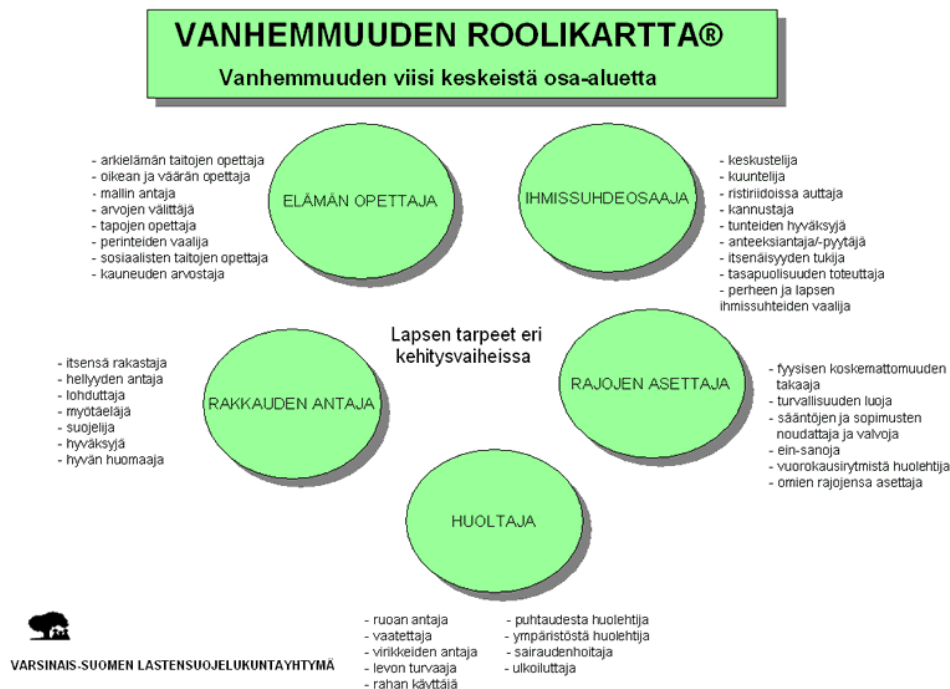 VANHEMMUUDEN ROOLIKARTTA®
Vanhemmuuden viisi keskeistä osa-aluetta
ELÄMÄN OPETTAJA
- arkielämän taitojen opettaja
- oikean ja väärän opettaja
- mallin antaja
- arvojen välittäjä
- tapojen opettaja
- perinteiden vaalija
- sosiaalisten taitojen opettaja
- kauneuden arvostaja
IHMISSUHDEOSAAJA
- keskustelija
- kuuntelija
- ristiriidoissa auttaja
- kannustaja
- tunteiden hyväksyjä
- anteeksiantaja/-pyytäjä
- itsenäisyyden tukija
- tasapuolisuuden toteuttaja
- perheen ja lapsen
ihmissuhteiden vaalija
Lapsen tarpeet eri
kehitysvaiheissa
RAKKAUDEN ANTAJA
- itsensä rakastaja
- hellyyden antaja
- lohduttaja
- myötäeläjä
- suojelija
- hyväksyjä
- hyvän huomaaja
RAJOJEN ASETTAJA
- fyysisen koskemattomuuden
takaaja
- turvallisuuden luoja
- sääntöjen ja sopimusten
noudattaja ja valvoja
- ein-sanoja
- vuorokausirytmistä huolehtija
- omien rajojensa asettaja
HUOLTAJA
- ruoan antaja
- vaatettaja
- virikkeiden antaja
- levon turvaaja
- rahan käyttäjä
- puhtaudesta huolehtija
- ympäristöstä huolehtija
- sairaudenhoitaja
- ulkoiluttaja
VARSINAIS-SUOMEN LASTENSUOJELUKUNTAYHTYMÄ